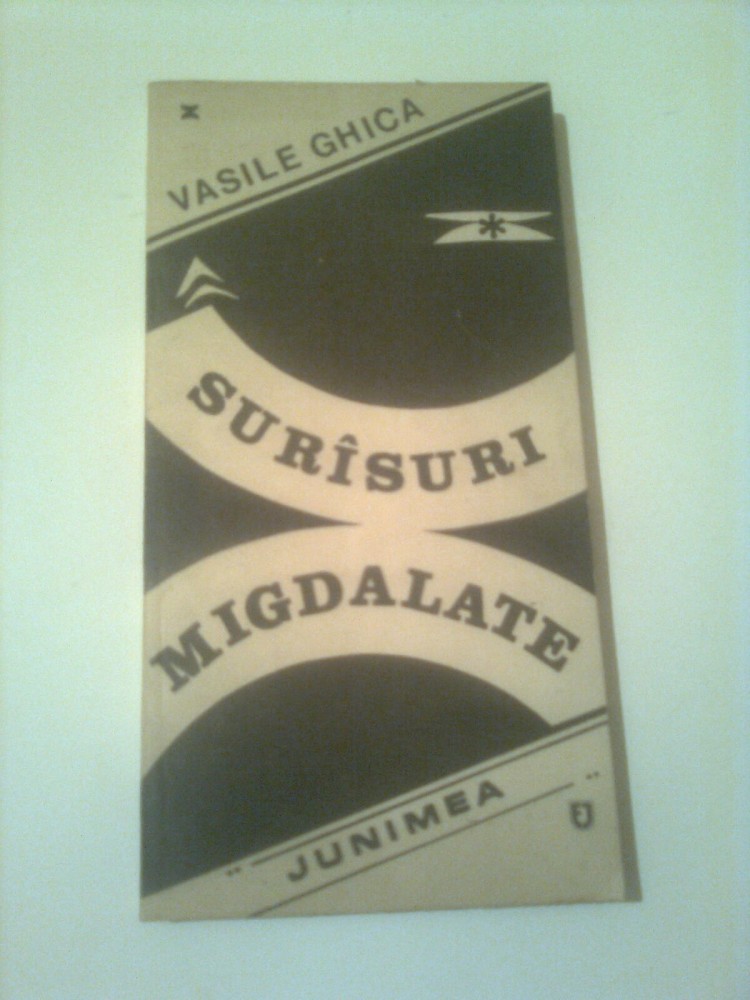 VASILE GHICA
*
SURÎSURI
MIGDALATE
JUNIMEA